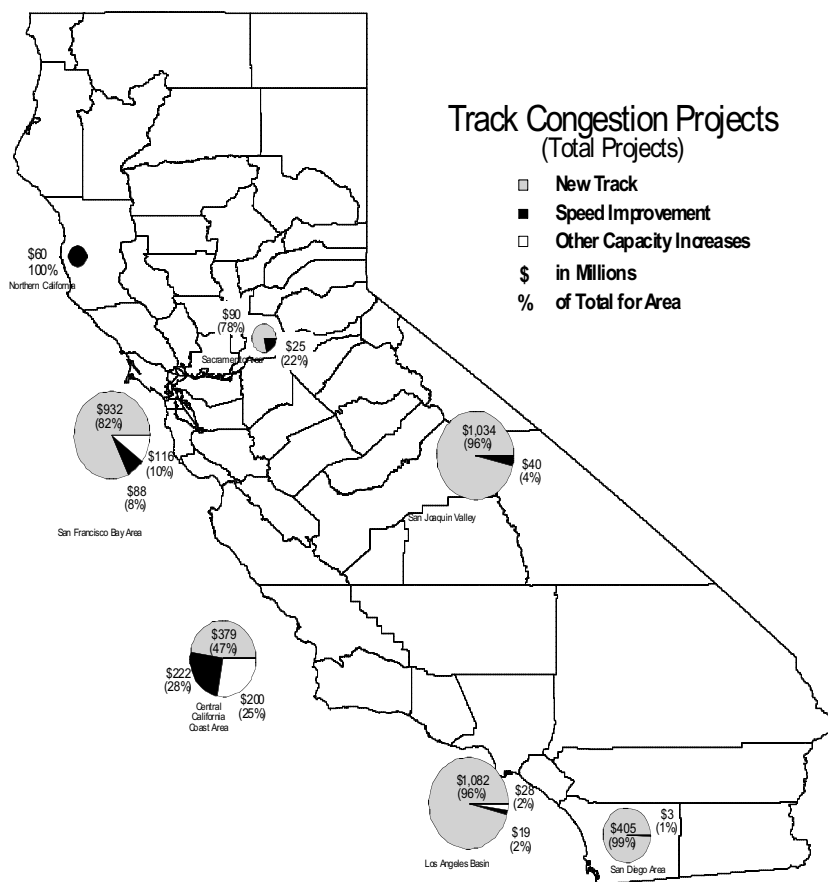 Track Congestion Projects
(Total Projects)
New Track
Speed Improvement
Other Capacity Increases
$ in Millions
% of Total for Area
$60
100%
Northern California
$90
(78%)
$25
(22%)
$932
(82%)
$116
(10%)
$88
(8%)
San Francisco Bay Area
$1,034
(96%)
$40
(4%)
San Joaquin Valley
$379
(47%)
$222
(28%)
$200
(25%)
Central
California
Coast Area
$1,082
(96%)
$28
(2%)
$19
(2%)
Los Angeles Basin
$405
(99%)
$3
(1%)
San Diego Area